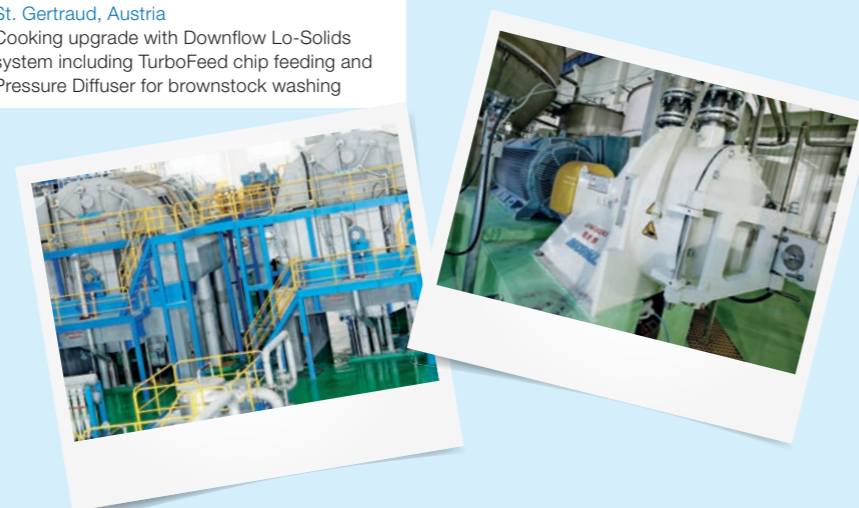 St. Gertraud, Austria
Cooking upgrade with Downflow Lo-Solids
system including TurboFeed chip feeding and
Pressure Diffuser for brownstock washing